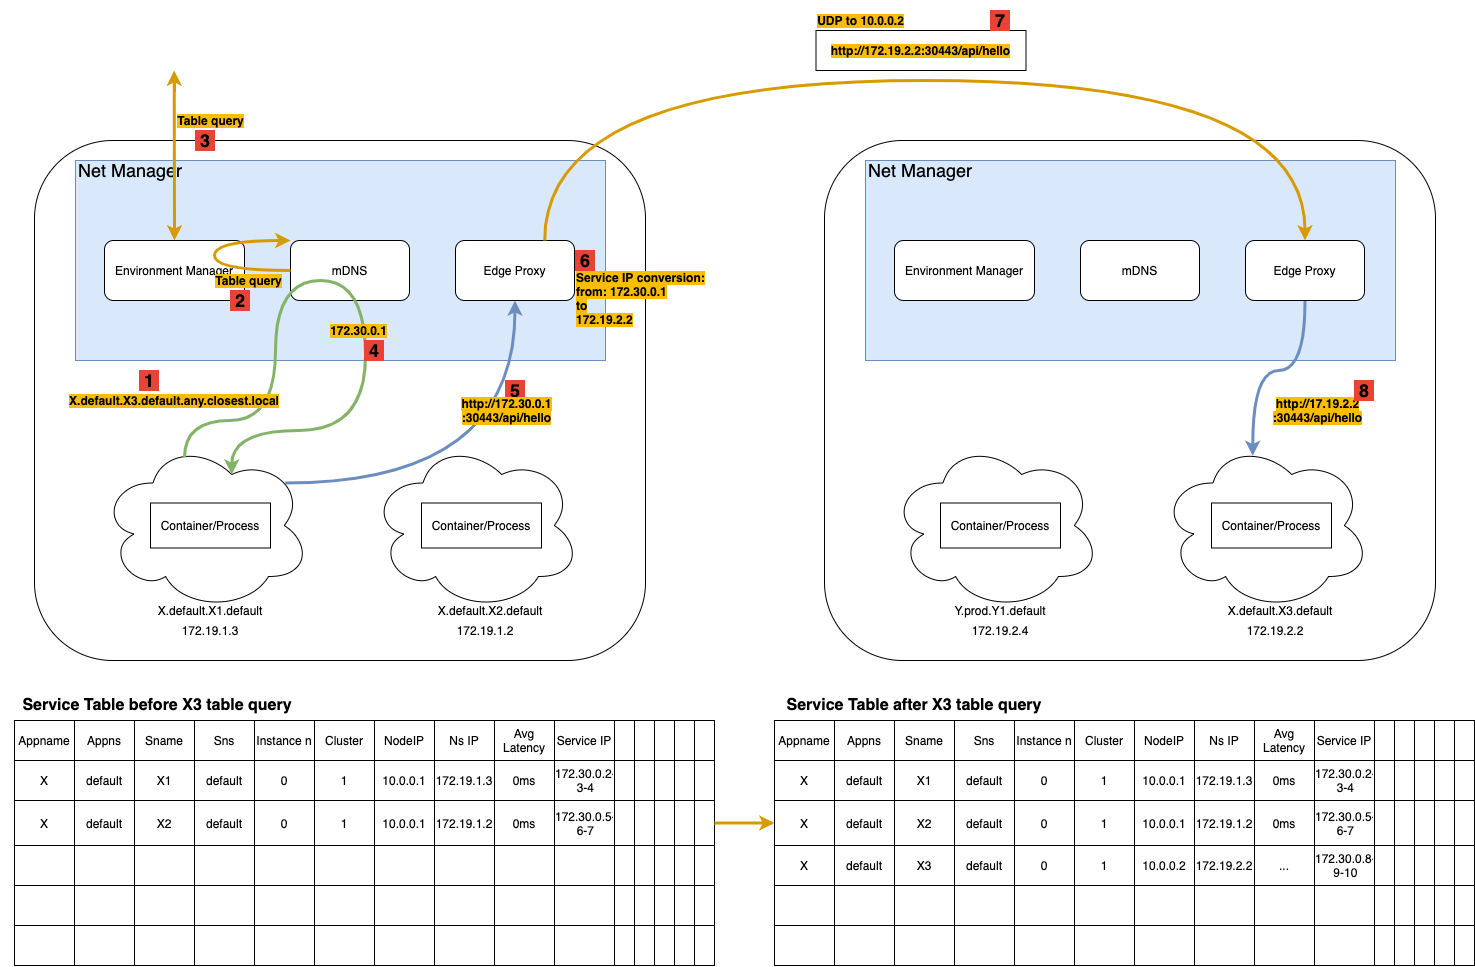 UDP to 10.0.0.2
7
http://172.19.2.2:30443/api/hello
Table query
3
Net Manager
Environment Manager
mDNS
Edge Proxy
Table query
2
6
Service IP conversion:
from: 172.30.0.1
to
172.19.2.2
172.30.0.1
4
1
X.default.X3.default.any.closest.local
5
http://172.30.0.1
:30443/api/hello
Container/Process
X.default.X1.default
172.19.1.3
Container/Process
X.default.X2.default
172.19.1.2
Net Manager
Environment Manager
mDNS
Edge Proxy
8
http://17.19.2.2
:30443/api/hello
Container/Process
Y.prod.Y1.default
172.19.2.4
Container/Process
X.default.X3.default
172.19.2.2
Service Table before X3 table query
Appname Appns Sname Sns Instance n Cluster NodeIP Ns IP Avg Latency Service IP
X default X1 default 0 1 10.0.0.1 172.19.1.3 0ms 172.30.0.2-3-4
X default X2 default 0 1 10.0.0.1 172.19.1.2 0ms 172.30.0.5-6-7
Service Table after X3 table query
Appname Appns Sname Sns Instance n Cluster NodeIP Ns IP Avg Latency Service IP
X default X1 default 0 1 10.0.0.1 172.19.1.3 0ms 172.30.0.2-3-4
X default X2 default 0 1 10.0.0.1 172.19.1.2 0ms 172.30.0.5-6-7
X default X3 default 0 1 10.0.0.2 172.19.2.2 ... 172.30.0.8-9-10